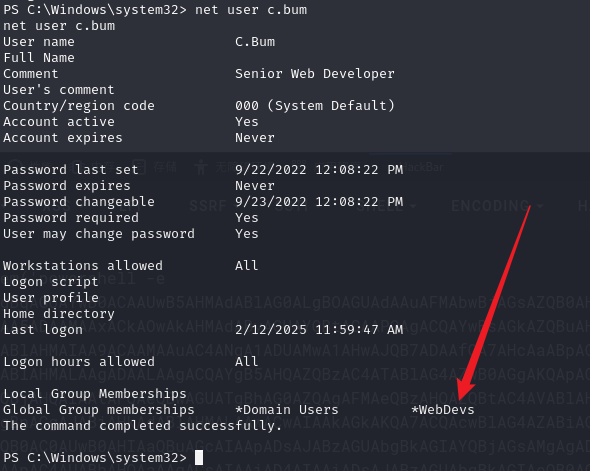 PS C:\Windows\system32> net user c.bum
net user c.bum
User name                    C.Bum
Full Name
Comment                      Senior Web Developer
User's comment
Country/region code          000 (System Default)
Account active               Yes
Account expires              Never
Password last set            9/22/2022 12:08:22 PM
Password expires             Never
Password changeable          9/23/2022 12:08:22 PM
Password required            Yes
User may change password     Yes
Workstations allowed         All
Logon script
User profile
Home directory
Last logon                   2/12/2025 11:59:47 AM
Logon hours allowed          All
Local Group Memberships
Global Group memberships     *Domain Users         *WebDevs
The command completed successfully.
PS C:\Windows\system32>